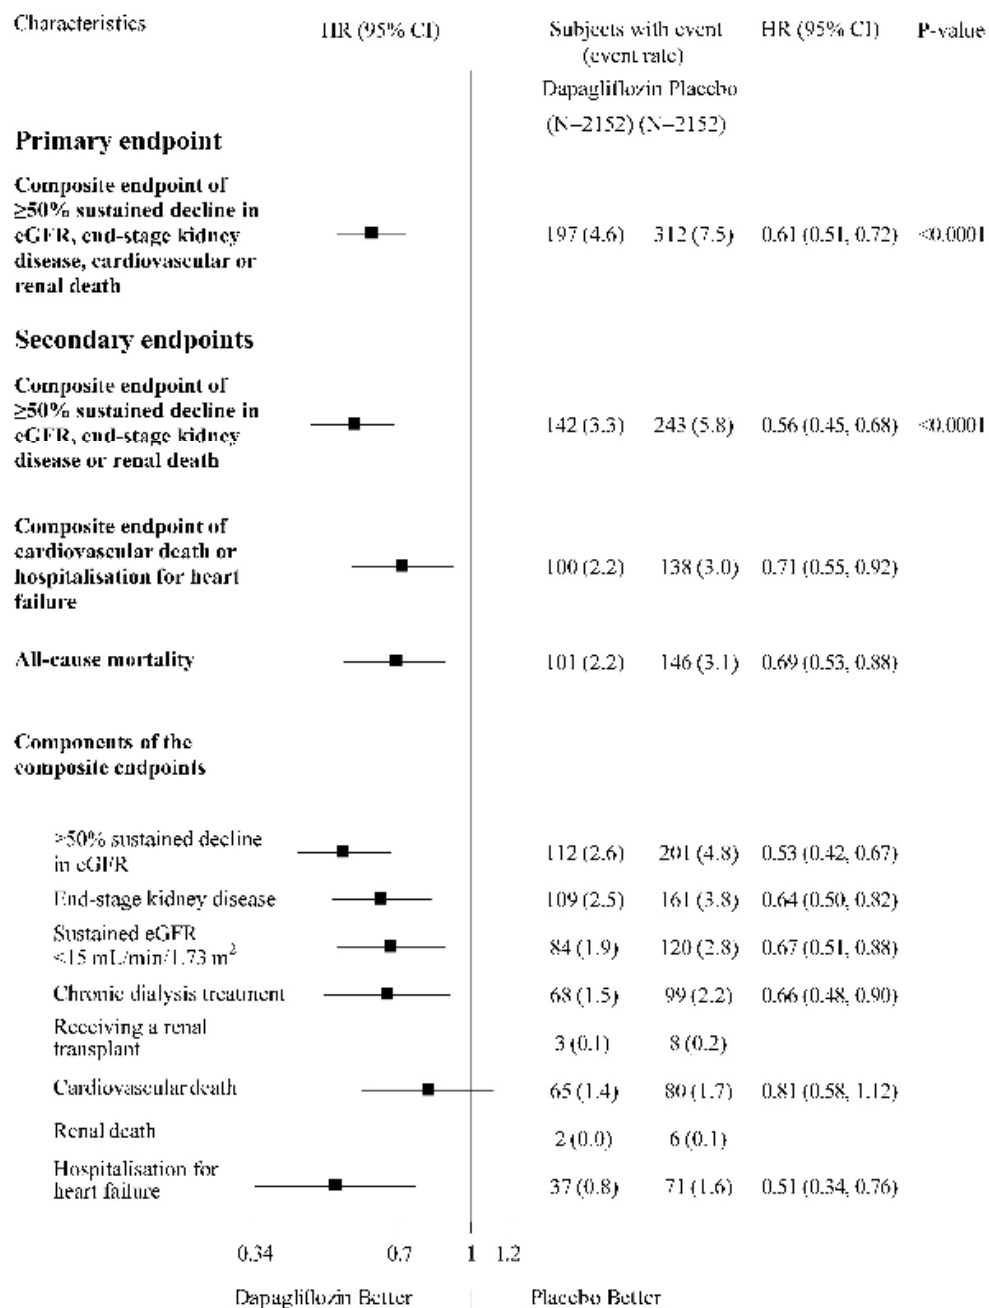 Characteristics HR (95% CI) Subjects with event HR (95% CI) P-value
(event rate)
Dapagliflozin Placebo
(N–2152) (N–2152)
Primary endpoint
Composite endpoint of
≥50% sustained decline in
eGFR, end-stage kidney 197 (4.6) 312 (7.5) 0.61 (0.51, 0.72) <0.0001
disease, cardiovascular or
renal death
Secondary endpoints
Composite endpoint of
≥50% sustained decline in
eGFR, end-stage kidney 142 (3.3) 243 (5.8) 0.56 (0.45, 0.68) <0.0001
disease or renal death
Composite endpoint of
cardiovascular death or
hospitalisation for heart 100 (2.2) 138 (3.0) 0.71 (0.55, 0.92)
failure
All-cause mortality 101 (2.2) 146 (3.1) 0.69 (0.53, 0.88)
Components of the
composite endpoints
≥50% sustained decline
in eGFR 112 (2.6) 201 (4.8) 0.53 (0.42, 0.67)
End-stage kidney disease 109 (2.5) 161 (3.8) 0.64 (0.50, 0.82)
Sustained eGFR
<15 mL/min/1.73 m² 84 (1.9) 120 (2.8) 0.67 (0.51, 0.88)
Chronic dialysis treatment 68 (1.5) 99 (2.2) 0.66 (0.48, 0.90)
Receiving a renal
transplant 3 (0.1) 8 (0.2)
Cardiovascular death 65 (1.4) 80 (1.7) 0.81 (0.58, 1.12)
Renal death 2 (0.0) 6 (0.1)
Hospitalisation for
heart failure 37 (0.8) 71 (1.6) 0.51 (0.34, 0.76)
0.34 0.7 1 1.2
Dapagliflozin Better Placebo Better